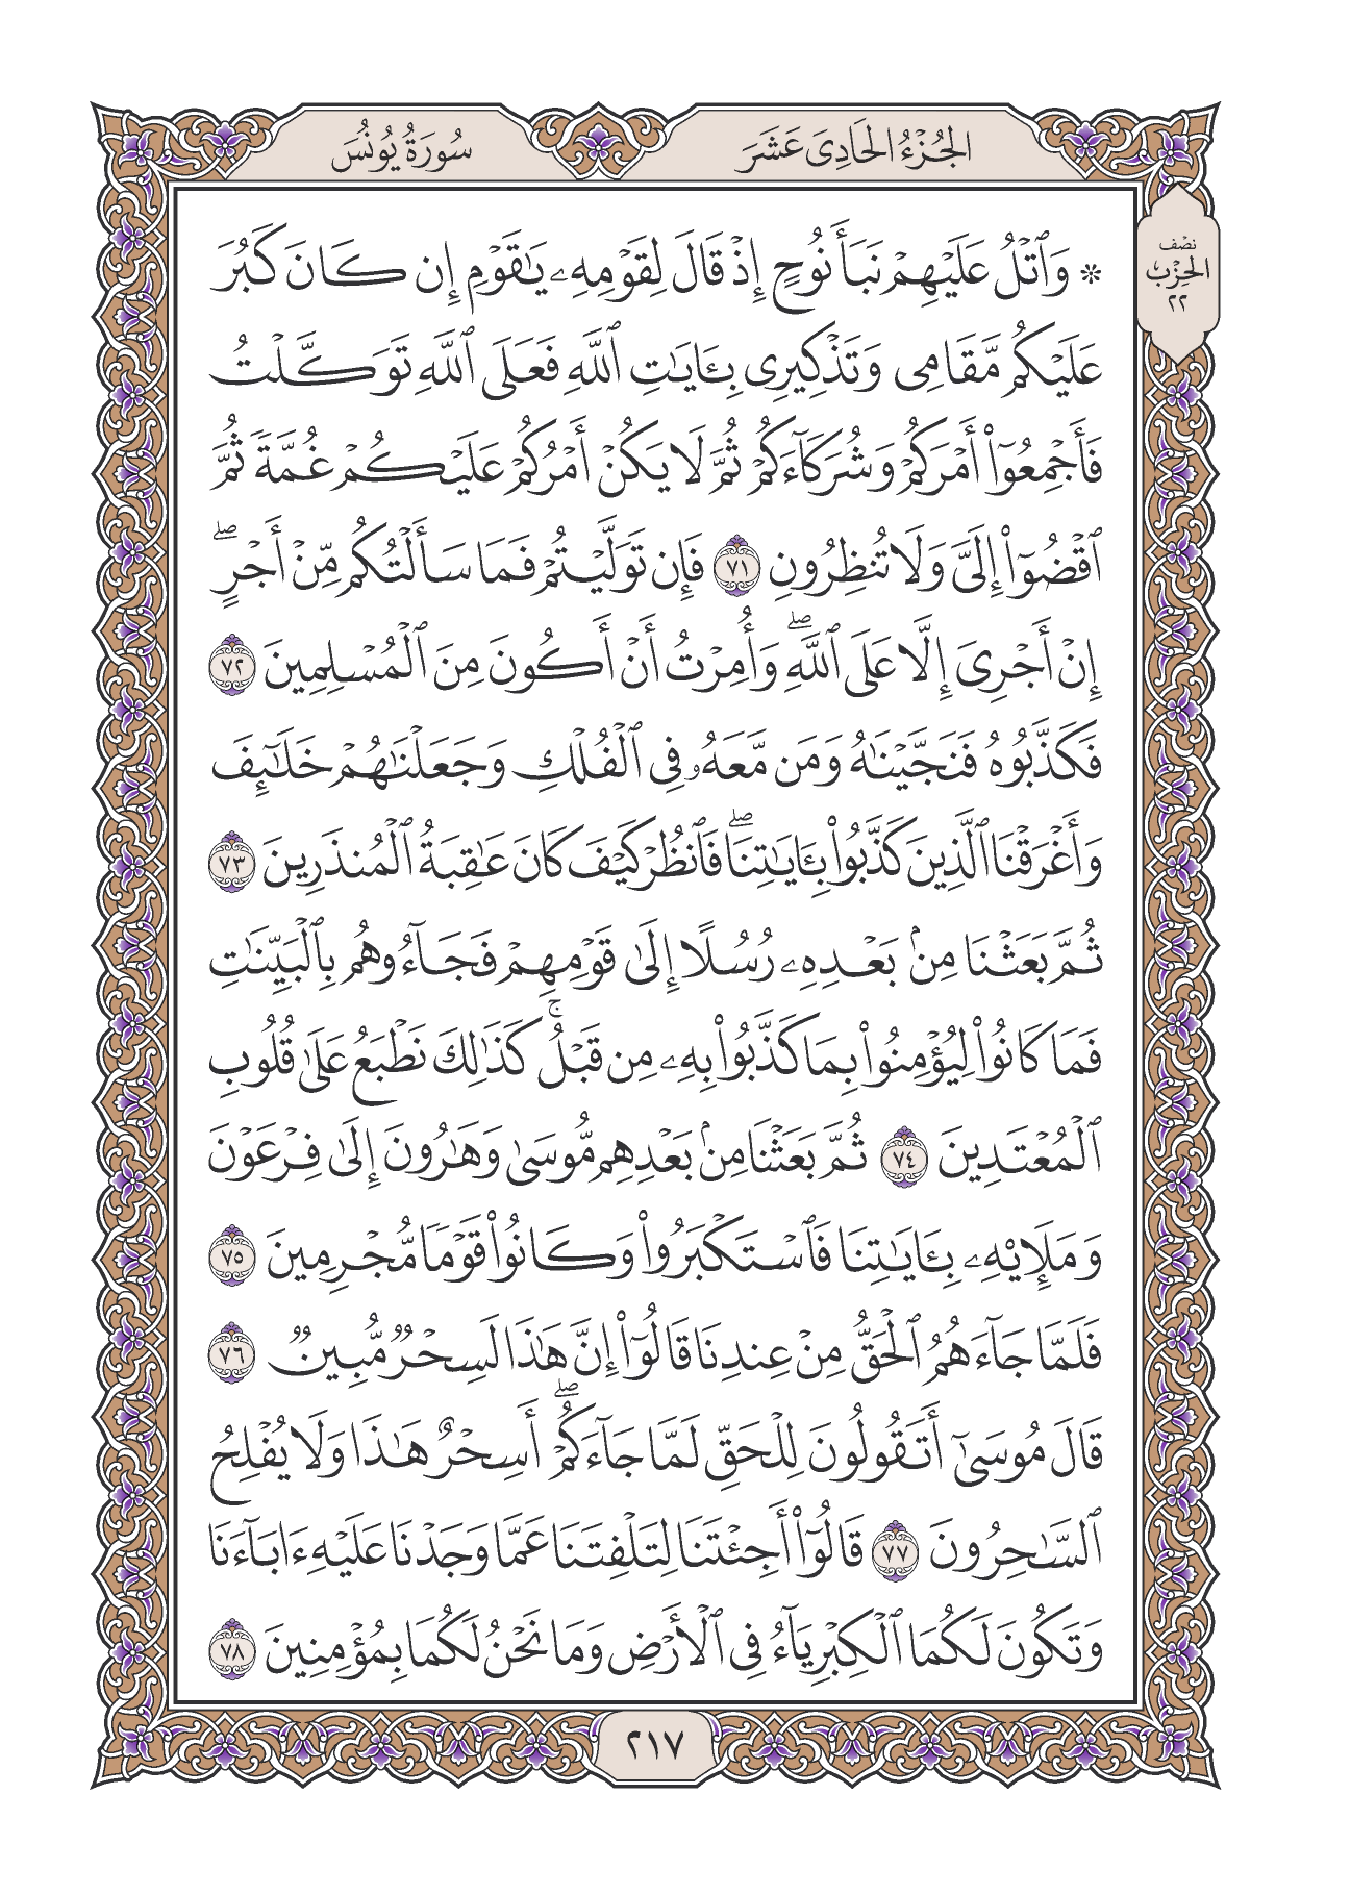 الجُزْءُ الحَادِىَ عَشَرَ
سُورَةُ يُونُسَ
نصف
الحِزْب
٢٢
۞ وَٱتْلُ عَلَيْهِمْ نَبَأَ نُوحٍ إِذْ قَالَ لِقَوْمِهِۦ يَٰقَوْمِ إِن كَانَ كَبُرَ
عَلَيْكُم مَّقَامِى وَتَذْكِيرِى بِـَٔايَٰتِ ٱللَّهِ فَعَلَى ٱللَّهِ تَوَكَّلْتُ
فَأَجْمِعُوٓا۟ أَمْرَكُمْ وَشُرَكَآءَكُمْ ثُمَّ لَا يَكُنْ أَمْرُكُمْ عَلَيْكُمْ غُمَّةً ثُمَّ
ٱقْضُوٓا۟ إِلَىَّ وَلَا تُنظِرُونِ ٧١ فَإِن تَوَلَّيْتُمْ فَمَا سَأَلْتُكُم مِّنْ أَجْرٍ ۖ
إِنْ أَجْرِىَ إِلَّا عَلَى ٱللَّهِ ۖ وَأُمِرْتُ أَنْ أَكُونَ مِنَ ٱلْمُسْلِمِينَ ٧٢
فَكَذَّبُوهُ فَنَجَّيْنَٰهُ وَمَن مَّعَهُۥ فِى ٱلْفُلْكِ وَجَعَلْنَٰهُمْ خَلَٰٓئِفَ
وَأَغْرَقْنَا ٱلَّذِينَ كَذَّبُوا۟ بِـَٔايَٰتِنَا ۖ فَٱنظُرْ كَيْفَ كَانَ عَٰقِبَةُ ٱلْمُنذَرِينَ ٧٣
ثُمَّ بَعَثْنَا مِنۢ بَعْدِهِۦ رُسُلًا إِلَىٰ قَوْمِهِمْ فَجَآءُوهُم بِٱلْبَيِّنَٰتِ
فَمَا كَانُوا۟ لِيُؤْمِنُوا۟ بِمَا كَذَّبُوا۟ بِهِۦ مِن قَبْلُ ۚ كَذَٰلِكَ نَطْبَعُ عَلَىٰ قُلُوبِ
ٱلْمُعْتَدِينَ ٧٤ ثُمَّ بَعَثْنَا مِنۢ بَعْدِهِم مُّوسَىٰ وَهَٰرُونَ إِلَىٰ فِرْعَوْنَ
وَمَلَإِي۟هِۦ بِـَٔايَٰتِنَا فَٱسْتَكْبَرُوا۟ وَكَانُوا۟ قَوْمًا مُّجْرِمِينَ ٧٥
فَلَمَّا جَآءَهُمُ ٱلْحَقُّ مِنْ عِندِنَا قَالُوٓا۟ إِنَّ هَٰذَا لَسِحْرٌ مُّبِينٌ ٧٦
قَالَ مُوسَىٰٓ أَتَقُولُونَ لِلْحَقِّ لَمَّا جَآءَكُمْ ۖ أَسِحْرٌ هَٰذَا وَلَا يُفْلِحُ
ٱلسَّٰحِرُونَ ٧٧ قَالُوٓا۟ أَجِئْتَنَا لِتَلْفِتَنَا عَمَّا وَجَدْنَا عَلَيْهِ ءَابَآءَنَا
وَتَكُونَ لَكُمَا ٱلْكِبْرِيَآءُ فِى ٱلْأَرْضِ وَمَا نَحْنُ لَكُمَا بِمُؤْمِنِينَ ٧٨
٢١٧